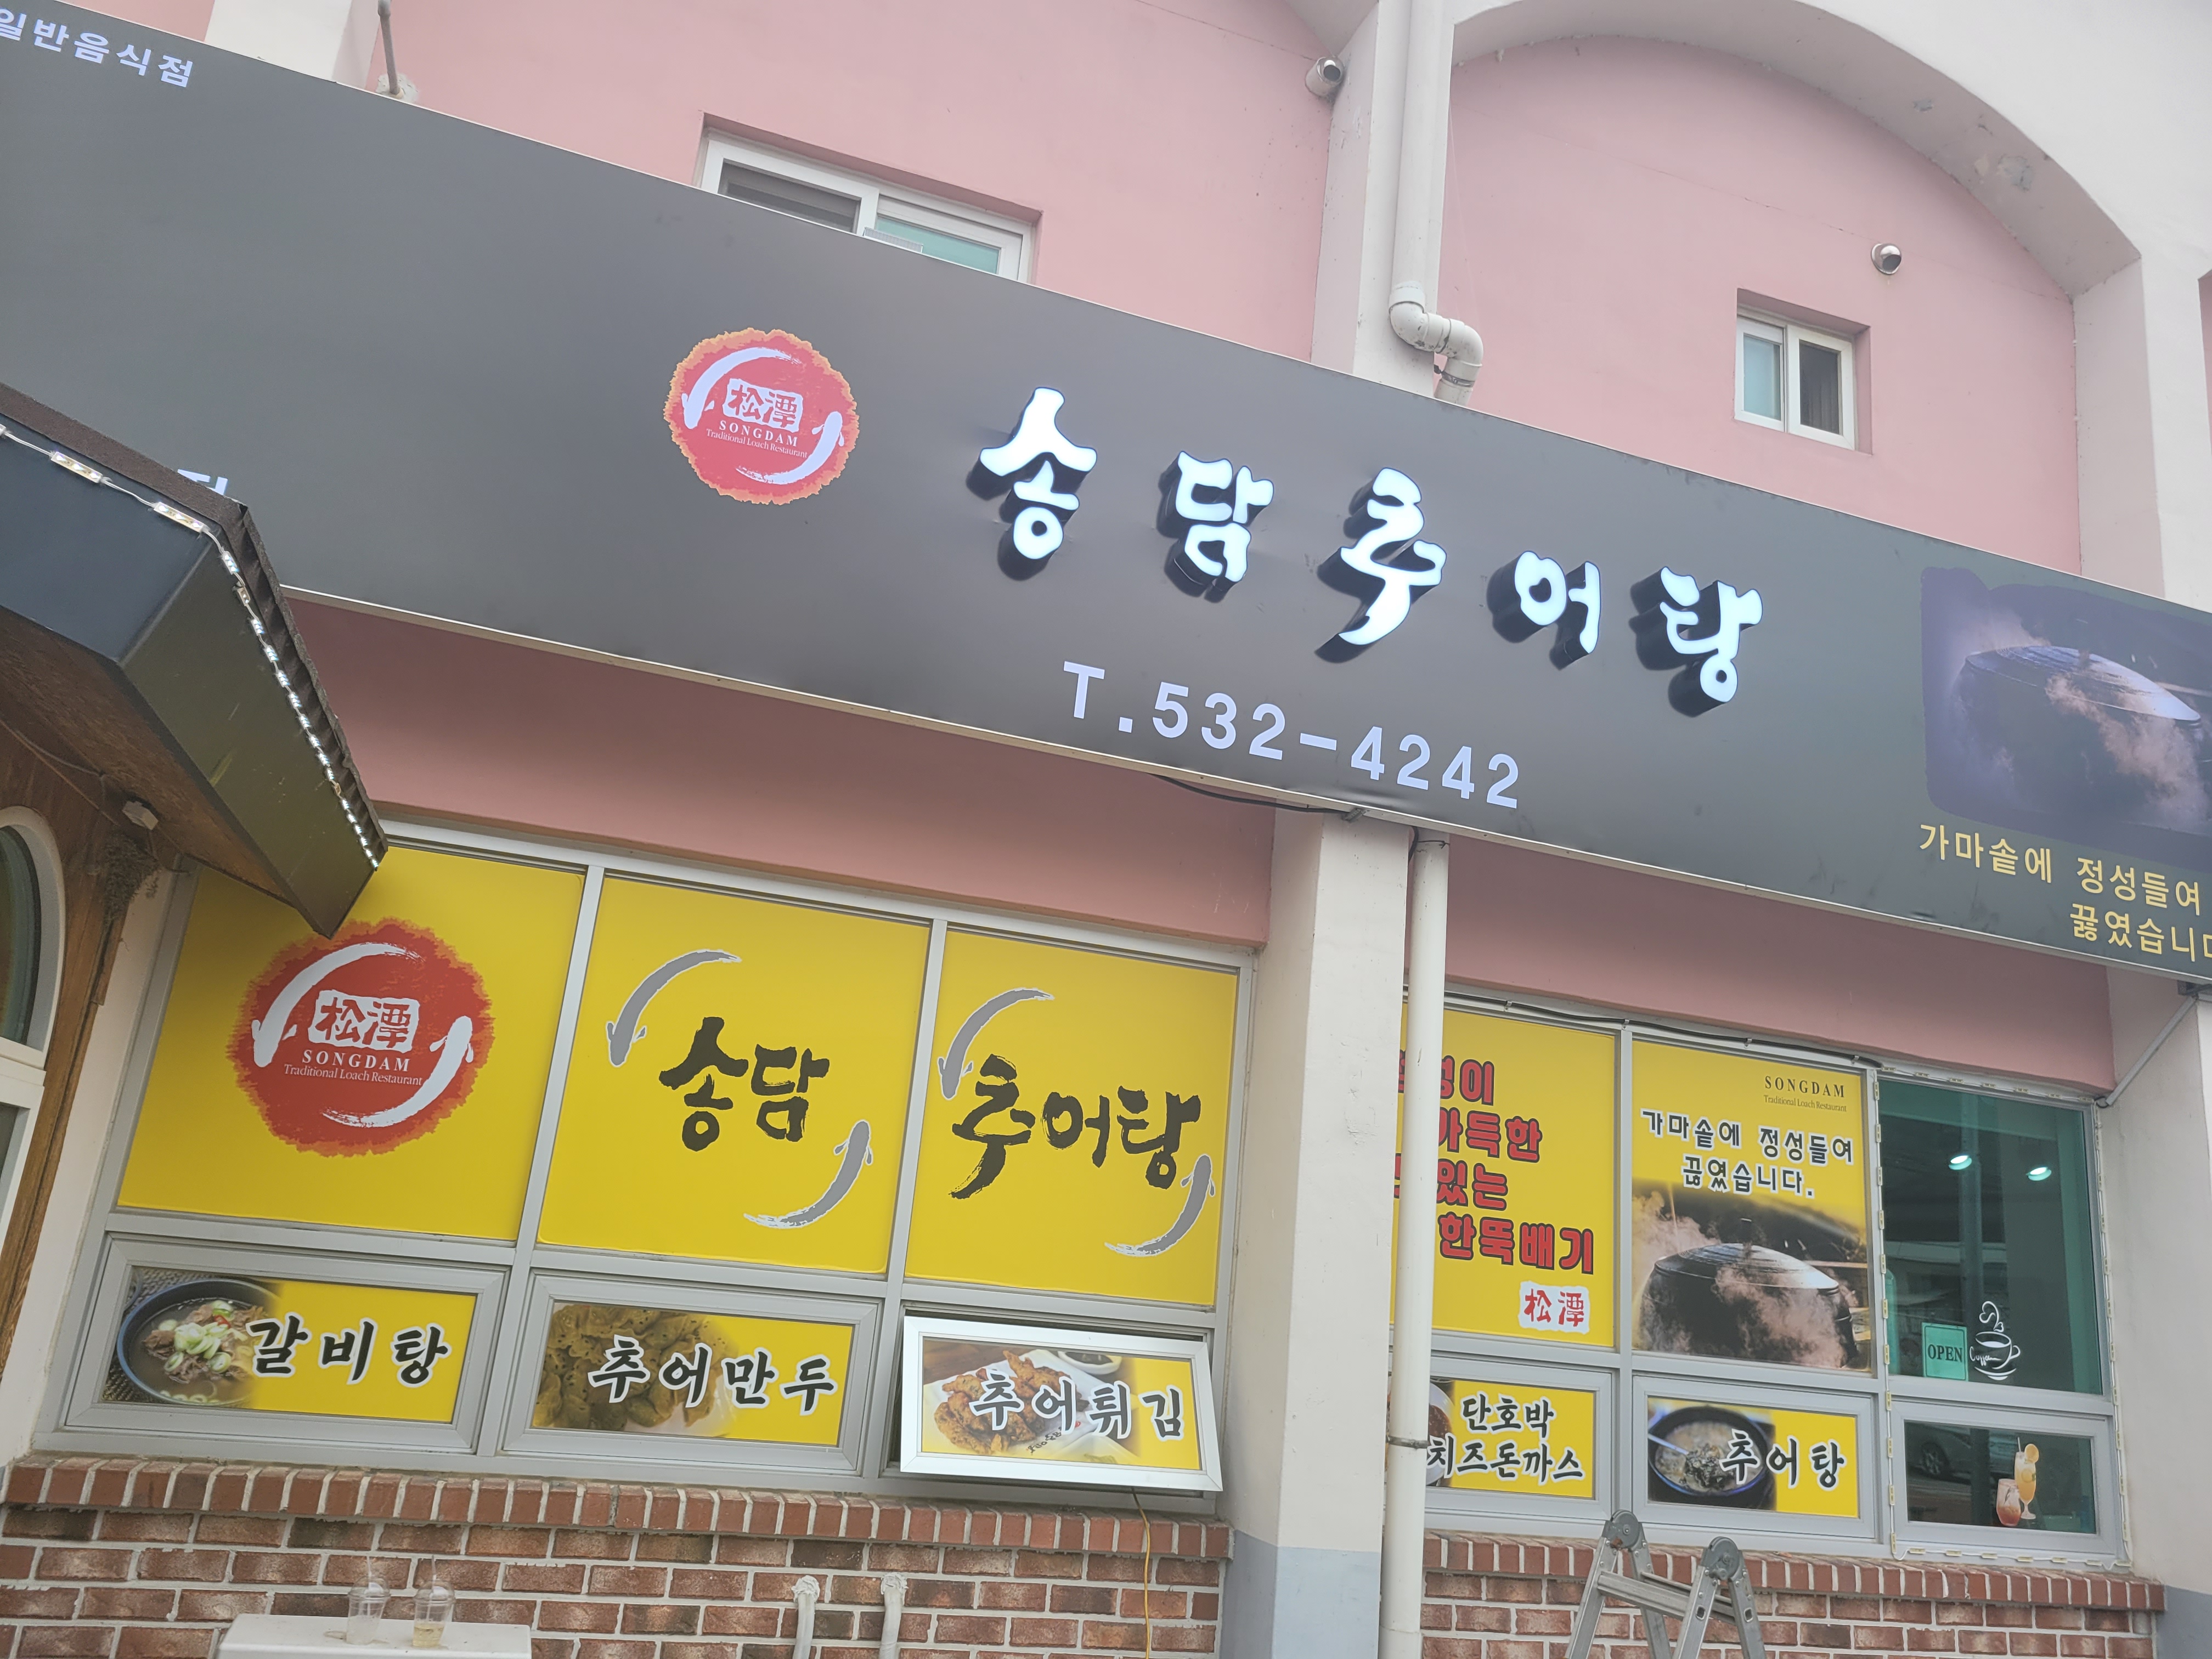 일반음식점
松潭
SONGDAM
Traditional Loach Restaurant
송담추어탕
T.532-4242
가마솥에 정성들여
끓였습니다
松潭
SONGDAM
Traditional Loach Restaurant
송담
추어탕
갈비탕
추어만두
추어튀김
가득한
있는
한뚝배기
松潭
SONGDAM
Traditional Loach Restaurant
가마솥에 정성들여
끓였습니다.
OPEN
단호박
치즈돈까스
추어탕